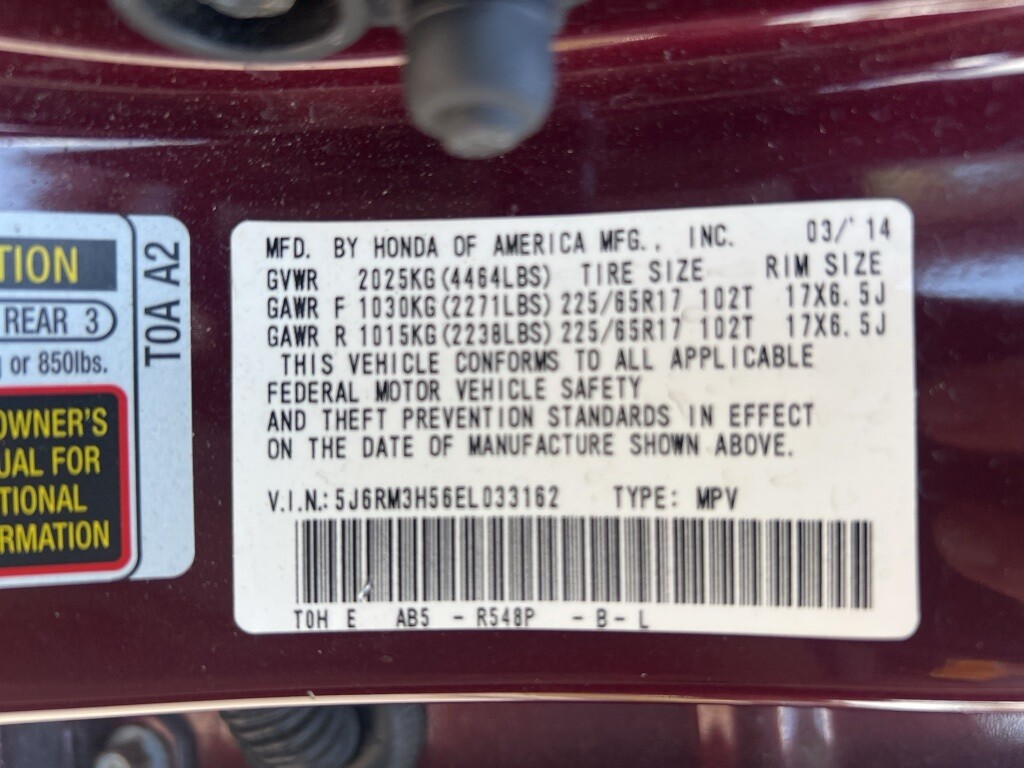 TION
REAR 3
or 850lbs.
OWNER'S
UAL FOR
TIONAL
RMATION
T0A A2
MFD. BY HONDA OF AMERICA MFG., INC. 03/'14
GVWR 2025KG(4464LBS) TIRE SIZE RIM SIZE
GAWR F 1030KG(2271LBS) 225/65R17 102T 17X6.5J
GAWR R 1015KG(2238LBS) 225/65R17 102T 17X6.5J
THIS VEHICLE CONFORMS TO ALL APPLICABLE
FEDERAL MOTOR VEHICLE SAFETY
AND THEFT PREVENTION STANDARDS IN EFFECT
ON THE DATE OF MANUFACTURE SHOWN ABOVE.
V.I.N.: 5J6RM3H56EL033162 TYPE: MPV
T0H E AB5 - R548P - B - L